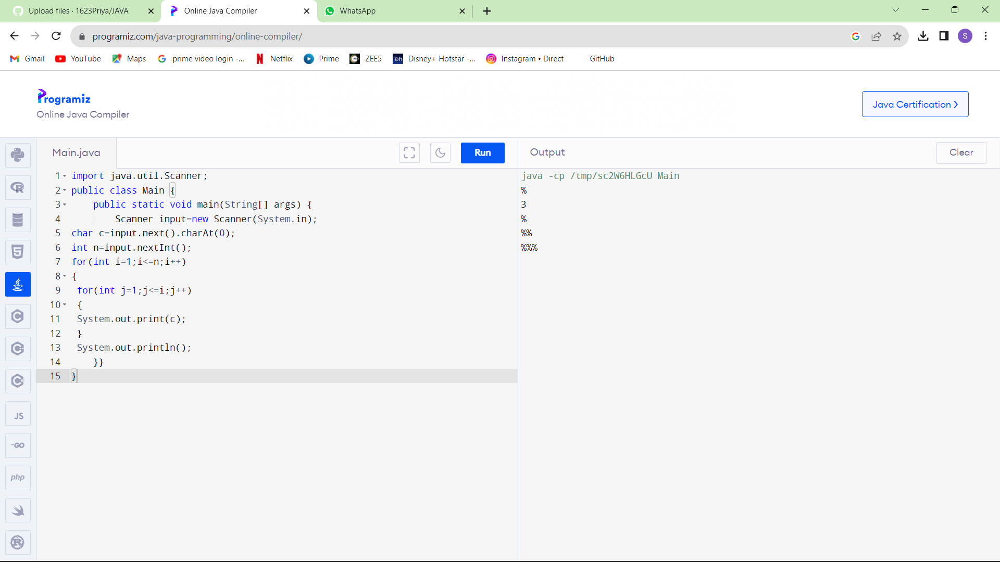 Upload files · 1623Priya/JAVA
Online Java Compiler
WhatsApp
programiz.com/java-programming/online-compiler/
S
Gmail
YouTube
Maps
prime video login -...
Netflix
Prime
ZEE5
Disney+ Hotstar -...
Instagram • Direct
GitHub
Programiz
Online Java Compiler
Java Certification ❯
Main.java
Run
Output
Clear
1 import java.util.Scanner;
2 public class Main {
3 public static void main(String[] args) {
4 Scanner input=new Scanner(System.in);
5 char c=input.next().charAt(0);
6 int n=input.nextInt();
7 for(int i=1;i<=n;i++)
8 {
9 for(int j=1;j<=i;j++)
10 {
11 System.out.print(c);
12 }
13 System.out.println();
14 }}
15 }
java -cp /tmp/sc2W6HLGcU Main
%
3
%
%%
%%%
JS
GO
php